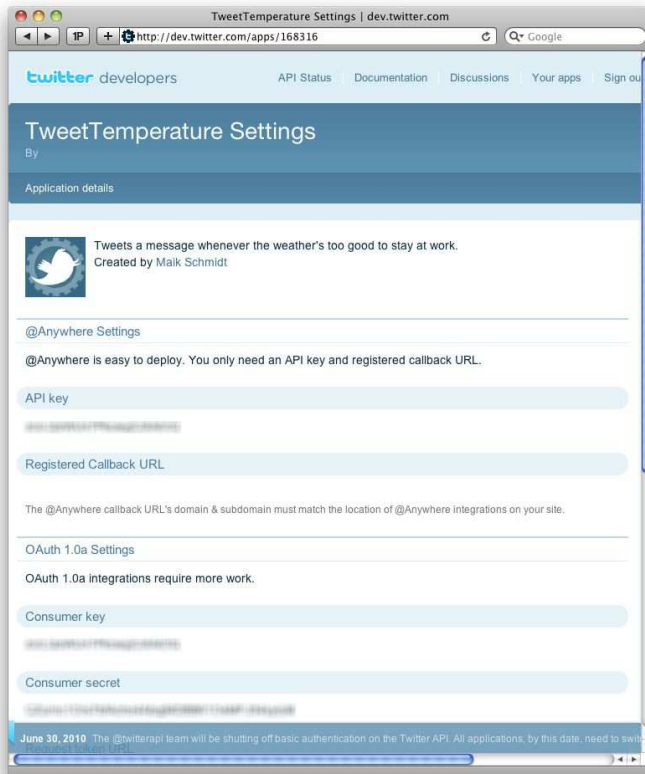 TweetTemperature Settings | dev.twitter.com
1P
+
http://dev.twitter.com/apps/168316
Google
twitter developers
API Status
Documentation
Discussions
Your apps
Sign ou
TweetTemperature Settings
By
Application details
Tweets a message whenever the weather's too good to stay at work.
Created by Maik Schmidt
@Anywhere Settings
@Anywhere is easy to deploy. You only need an API key and registered callback URL.
API key
Registered Callback URL
The @Anywhere callback URL's domain & subdomain must match the location of @Anywhere integrations on your site.
OAuth 1.0a Settings
OAuth 1.0a integrations require more work.
Consumer key
Consumer secret
June 30, 2010 The @twitterapi team will be shutting off basic authentication on the Twitter API. All applications, by this date, need to switc
Request token URL